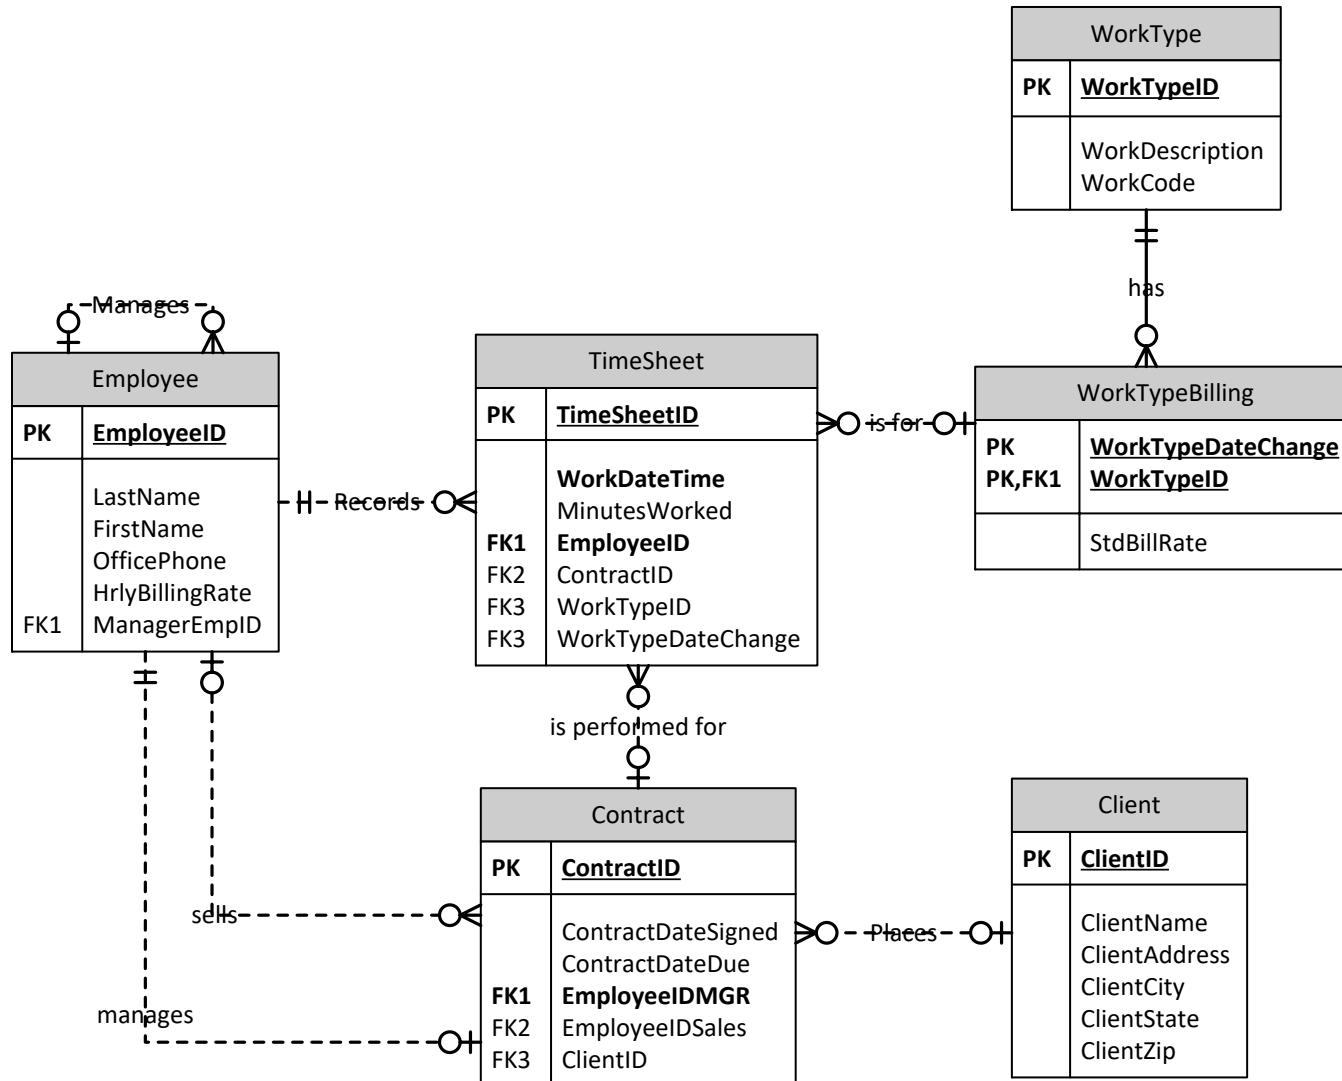 WorkType
PK WorkTypeID
WorkDescription
WorkCode
has
Manages
Employee
PK EmployeeID
LastName
FirstName
OfficePhone
HrlyBillingRate
FK1 ManagerEmpID
Records
TimeSheet
PK TimeSheetID
WorkDateTime
MinutesWorked
FK1 EmployeeID
FK2 ContractID
FK3 WorkTypeID
FK3 WorkTypeDateChange
is for
WorkTypeBilling
PK WorkTypeDateChange
PK,FK1 WorkTypeID
StdBillRate
is performed for
sells
manages
Contract
PK ContractID
ContractDateSigned
ContractDateDue
FK1 EmployeeIDMGR
FK2 EmployeeIDSales
FK3 ClientID
Places
Client
PK ClientID
ClientName
ClientAddress
ClientCity
ClientState
ClientZip